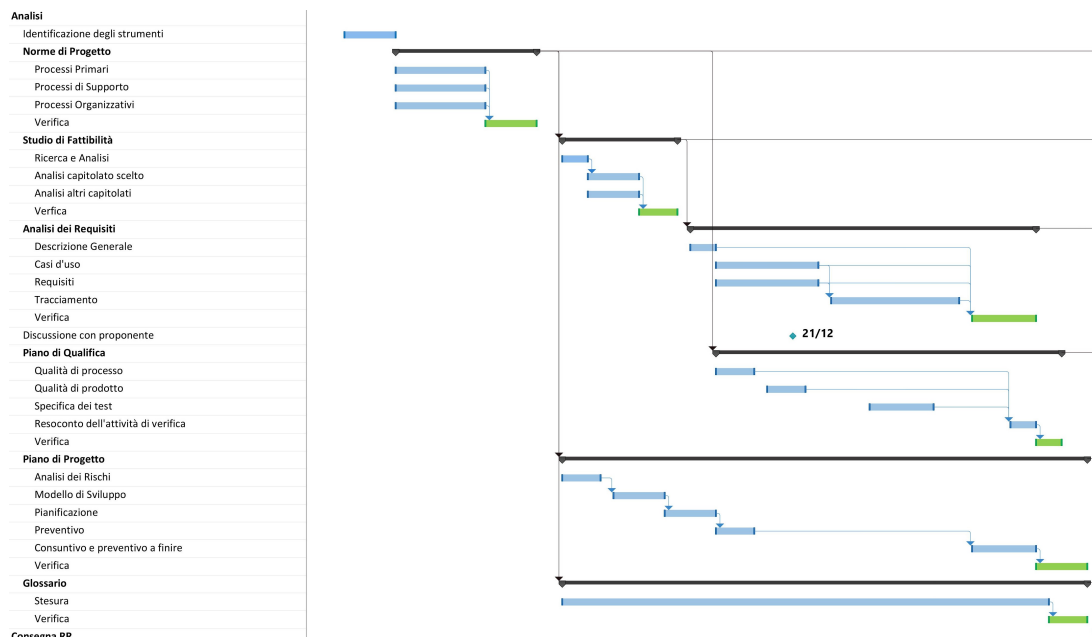 Analisi
Identificazione degli strumenti
Norme di Progetto
Processi Primari
Processi di Supporto
Processi Organizzativi
Verifica
Studio di Fattibilità
Ricerca e Analisi
Analisi capitolato scelto
Analisi altri capitolati
Verfica
Analisi dei Requisiti
Descrizione Generale
Casi d'uso
Requisiti
Tracciamento
Verifica
Discussione con proponente
21/12
Piano di Qualifica
Qualità di processo
Qualità di prodotto
Specifica dei test
Resoconto dell'attività di verifica
Verifica
Piano di Progetto
Analisi dei Rischi
Modello di Sviluppo
Pianificazione
Preventivo
Consuntivo e preventivo a finire
Verifica
Glossario
Stesura
Verifica
Consegna RR